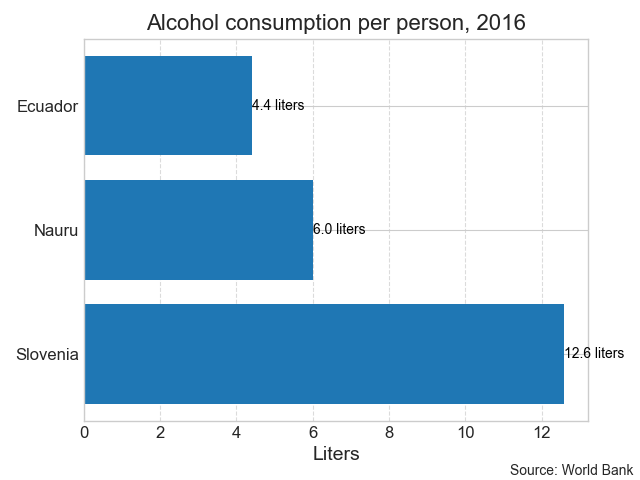 Alcohol consumption per person, 2016
Ecuador
4.4 liters
Nauru
6.0 liters
Slovenia
12.6 liters
0 2 4 6 8 10 12
Liters
Source: World Bank